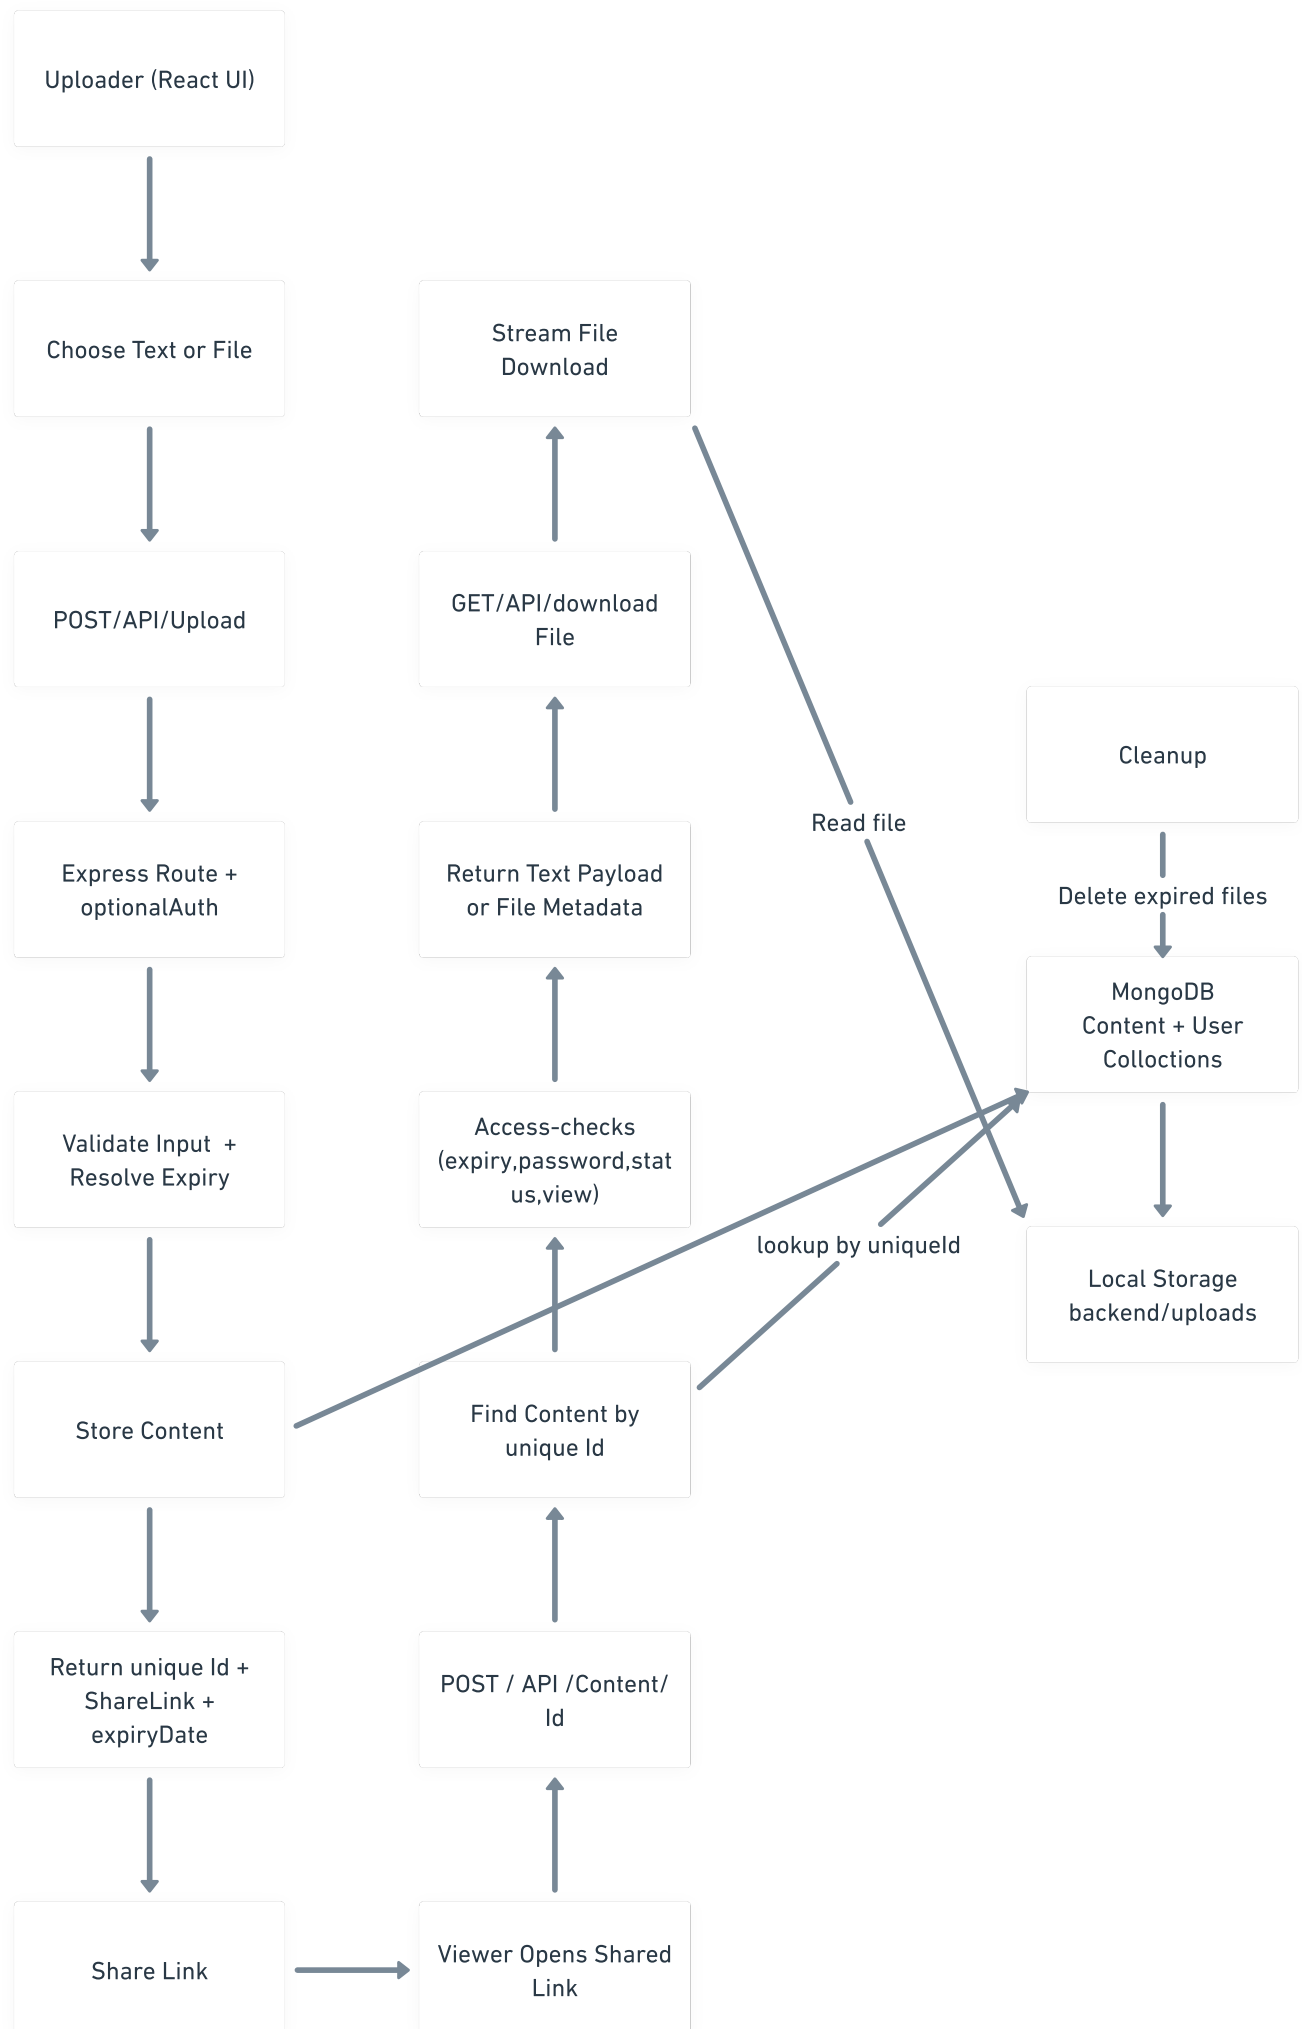 Uploader (React UI)
Choose Text or File
POST/API/Upload
Express Route +
optionalAuth
Validate Input  +
Resolve Expiry
Store Content
Return unique Id +
ShareLink +
expiryDate
Share Link
Stream File
Download
GET/API/download
File
Return Text Payload
or File Metadata
Access-checks
(expiry,password,stat
us,view)
Find Content by
unique Id
POST / API /Content/
Id
Viewer Opens Shared
Link
Read file
lookup by uniqueId
Cleanup
Delete expired files
MongoDB
Content + User
Colloctions
Local Storage
backend/uploads